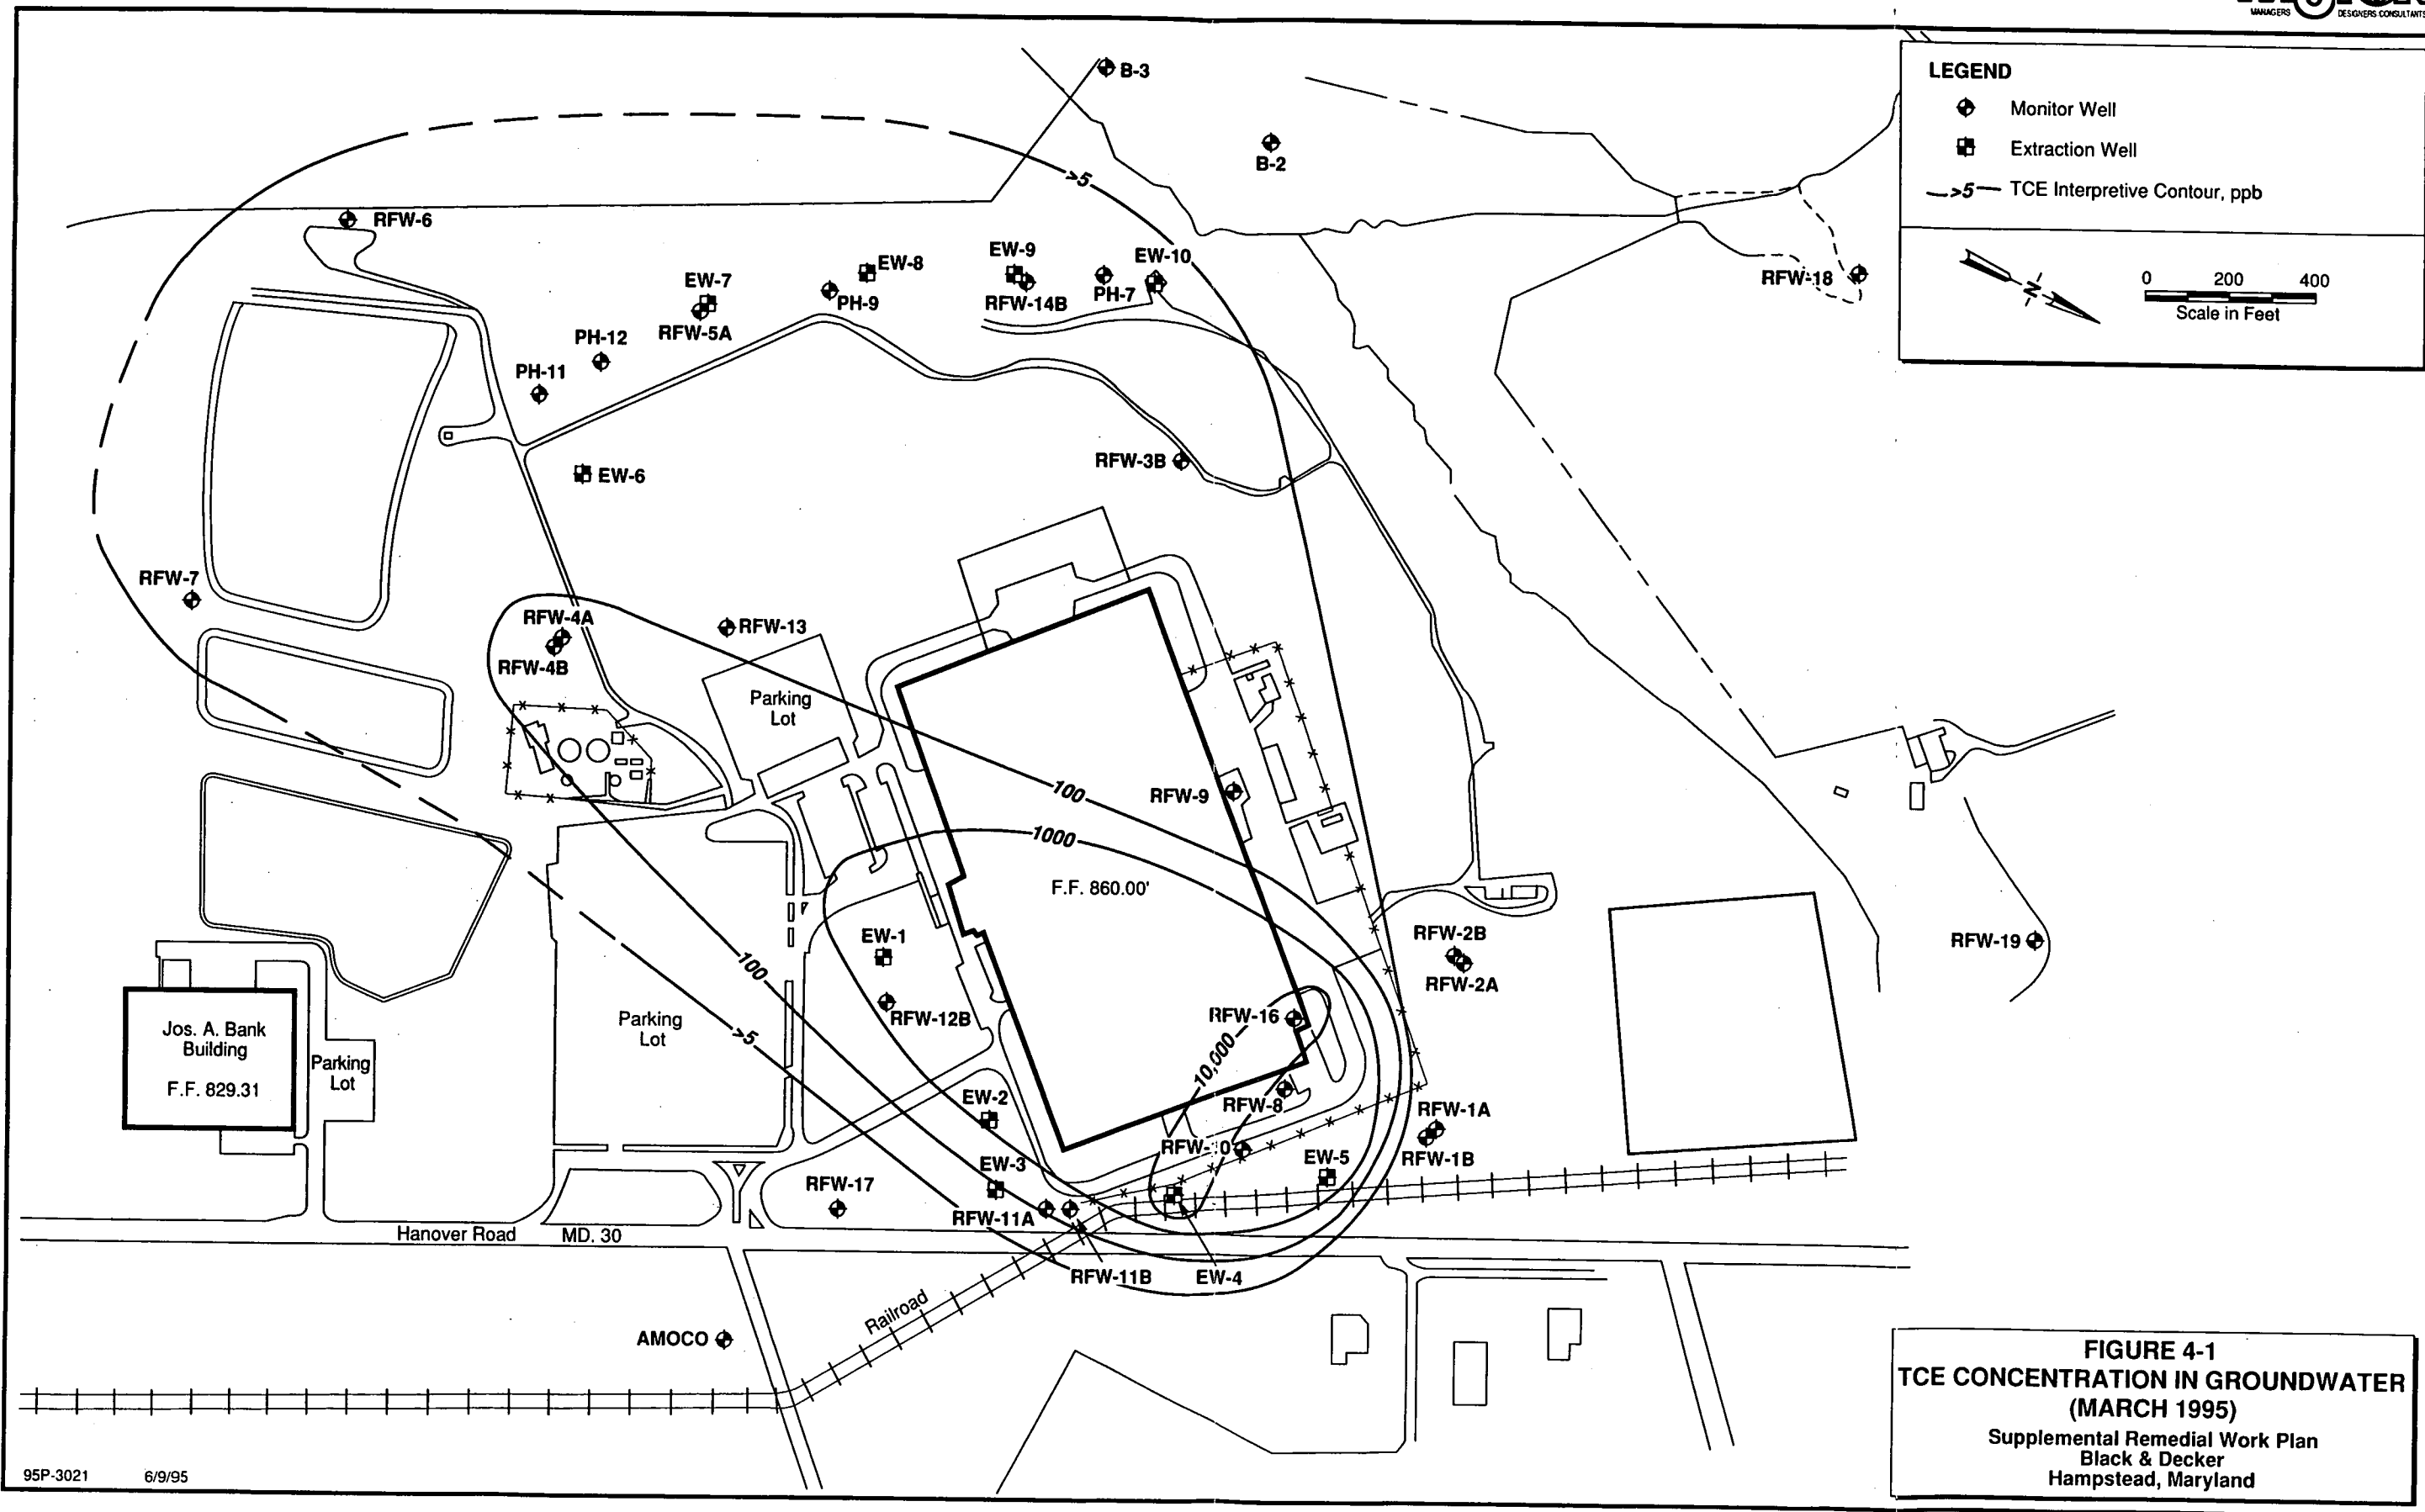 MANAGERS
DESIGNERS/CONSULTANTS
LEGEND
Monitor Well
Extraction Well
>5
TCE Interpretive Contour, ppb
N
0 200 400
Scale in Feet
B-3
B-2
>5
RFW-6
EW-7
RFW-5A
EW-8
PH-9
EW-9
RFW-14B
PH-7
EW-10
RFW-18
PH-12
PH-11
EW-6
RFW-3B
RFW-7
RFW-4A
RFW-4B
RFW-13
Parking
Lot
100
RFW-9
1000
F.F. 860.00'
EW-1
RFW-12B
100
>5
Parking
Lot
RFW-2B
RFW-2A
RFW-19
RFW-16
10,000
RFW-8
Jos. A. Bank
Building
F.F. 829.31
Parking
Lot
EW-2
EW-3
RFW-10
EW-5
RFW-1A
RFW-1B
RFW-17
RFW-11A
RFW-11B
EW-4
Hanover Road MD. 30
Railroad
AMOCO
FIGURE 4-1
TCE CONCENTRATION IN GROUNDWATER
(MARCH 1995)
Supplemental Remedial Work Plan
Black & Decker
Hampstead, Maryland
95P-3021 6/9/95